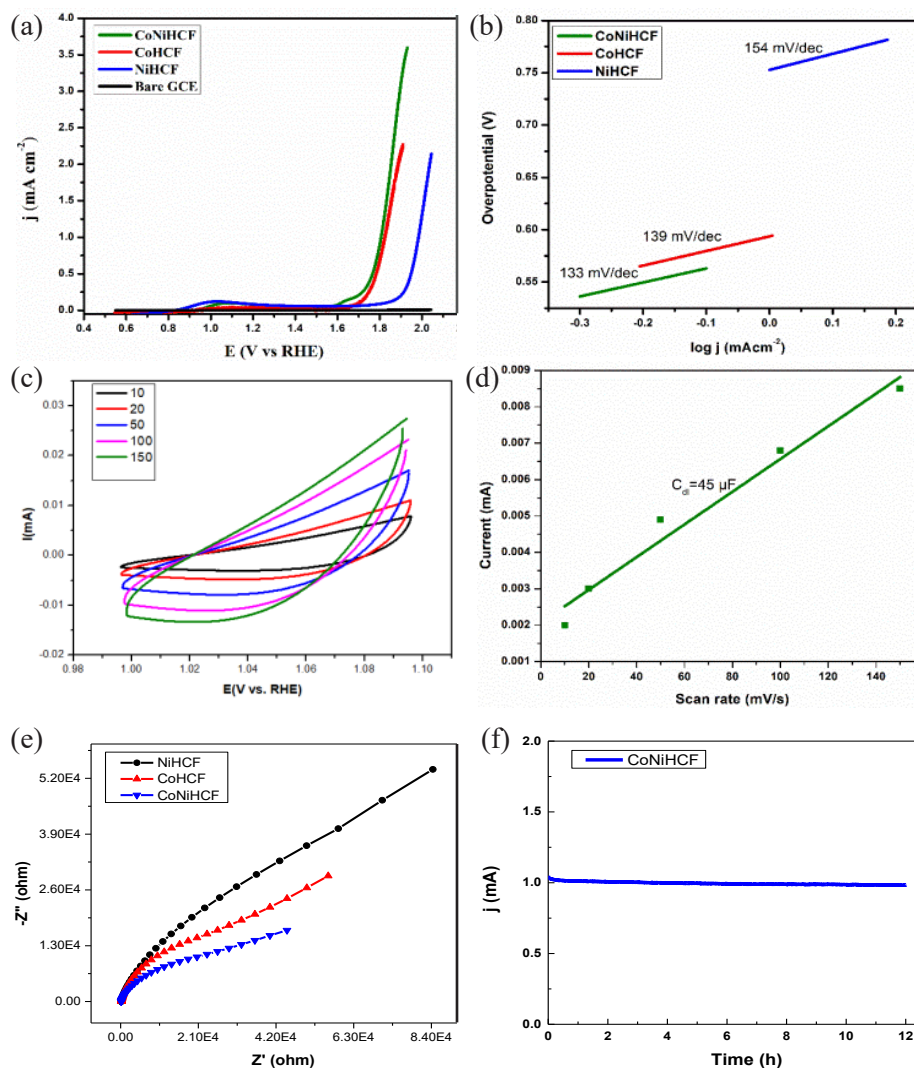 (a)
4.0
3.5
3.0
2.5
2.0
1.5
1.0
0.5
0.0
j (mA cm⁻²)
CoNiHCF
CoHCF
NiHCF
Bare GCE
0.4 0.6 0.8 1.0 1.2 1.4 1.6 1.8 2.0
E (V vs RHE)
(b)
0.80
0.75
0.70
0.65
0.60
0.55
Overpotential (V)
CoNiHCF
CoHCF
NiHCF
154 mV/dec
139 mV/dec
133 mV/dec
-0.3 -0.2 -0.1 0.0 0.1 0.2
log j (mAcm⁻²)
(c)
0.03
0.02
0.01
0.00
-0.01
-0.02
I(mA)
10
20
50
100
150
0.98 1.00 1.02 1.04 1.06 1.08 1.10
E(V vs. RHE)
(d)
0.009
0.008
0.007
0.006
0.005
0.004
0.003
0.002
0.001
Current (mA)
C_dl=45 µF
0 20 40 60 80 100 120 140
Scan rate (mV/s)
(e)
5.20E4
3.90E4
2.60E4
1.30E4
0.00
-Z'' (ohm)
NiHCF
CoHCF
CoNiHCF
0.00 2.10E4 4.20E4 6.30E4 8.40E4
Z' (ohm)
(f)
2.0
1.5
1.0
0.5
0.0
j (mA)
CoNiHCF
0 2 4 6 8 10 12
Time (h)